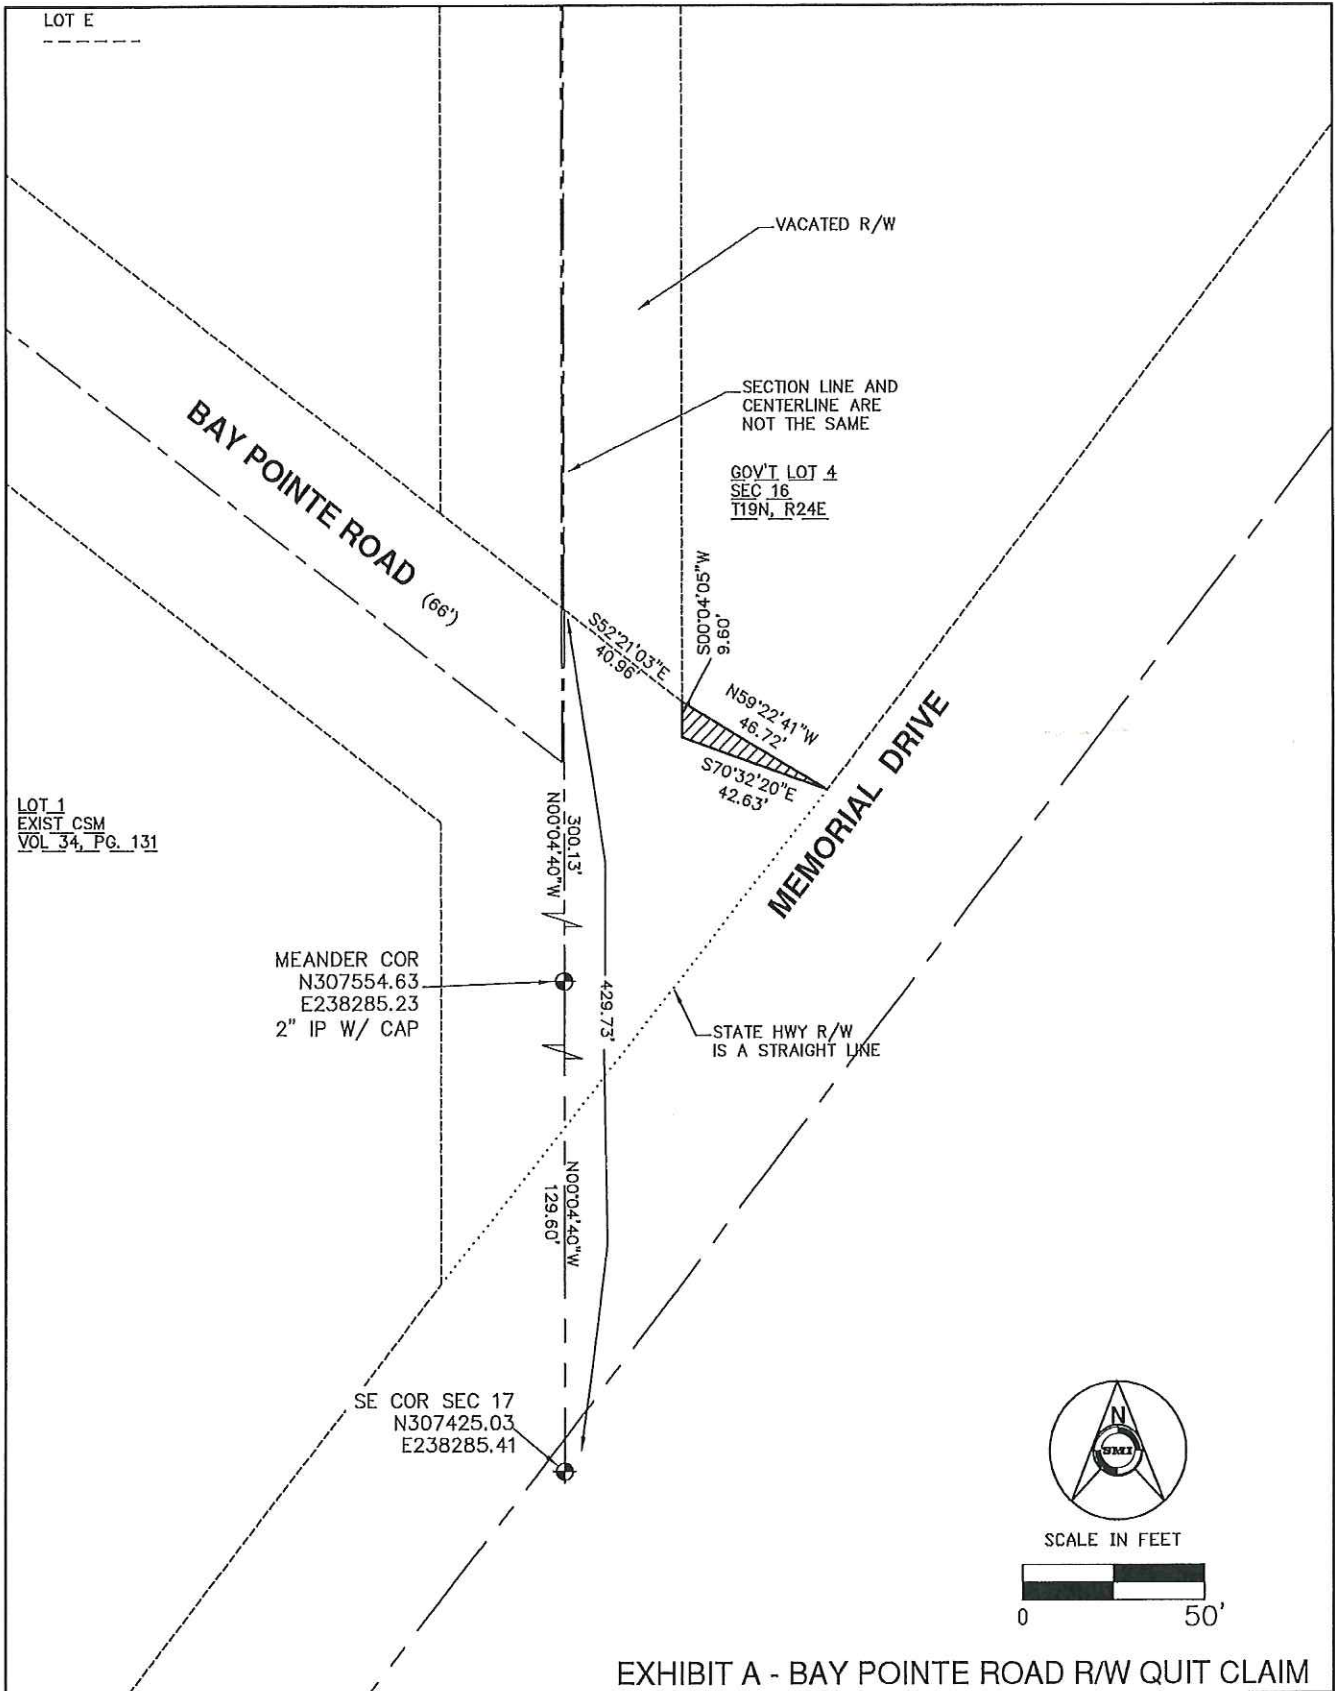 LOT E
VACATED R/W
SECTION LINE AND
CENTERLINE ARE
NOT THE SAME
GOV'T LOT 4
SEC 16
T19N, R24E
BAY POINTE ROAD (66')
S52°21'03"E
40.96'
S00°04'05"W
9.60'
N59°22'41"W
46.72'
S70°32'20"E
42.63'
MEMORIAL DRIVE
LOT 1
EXIST CSM
VOL 34, PG. 131
300.13'
N00°04'40"W
MEANDER COR
N307554.63
E238285.23
2" IP W/ CAP
429.73'
STATE HWY R/W
IS A STRAIGHT LINE
N00°04'40"W
129.60'
SE COR SEC 17
N307425.03
E238285.41
N
SMI
SCALE IN FEET
0 50'
EXHIBIT A - BAY POINTE ROAD R/W QUIT CLAIM